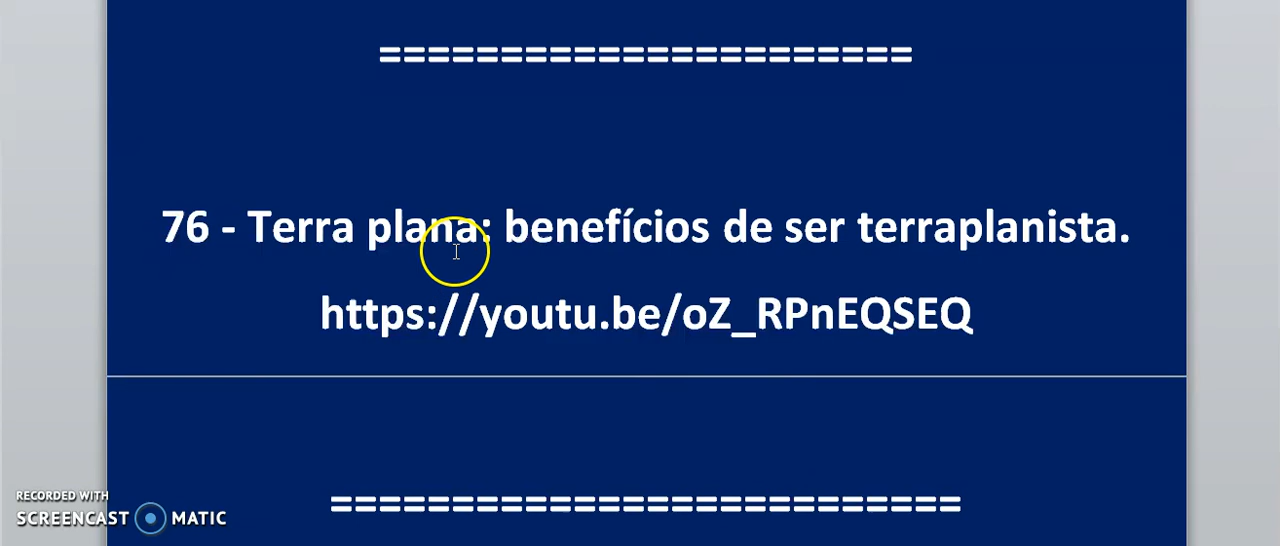 ======================
76 - Terra plana: benefícios de ser terraplanista.
https://youtu.be/oZ_RPnEQSEQ
==========================
RECORDED WITH
SCREENCAST MATIC